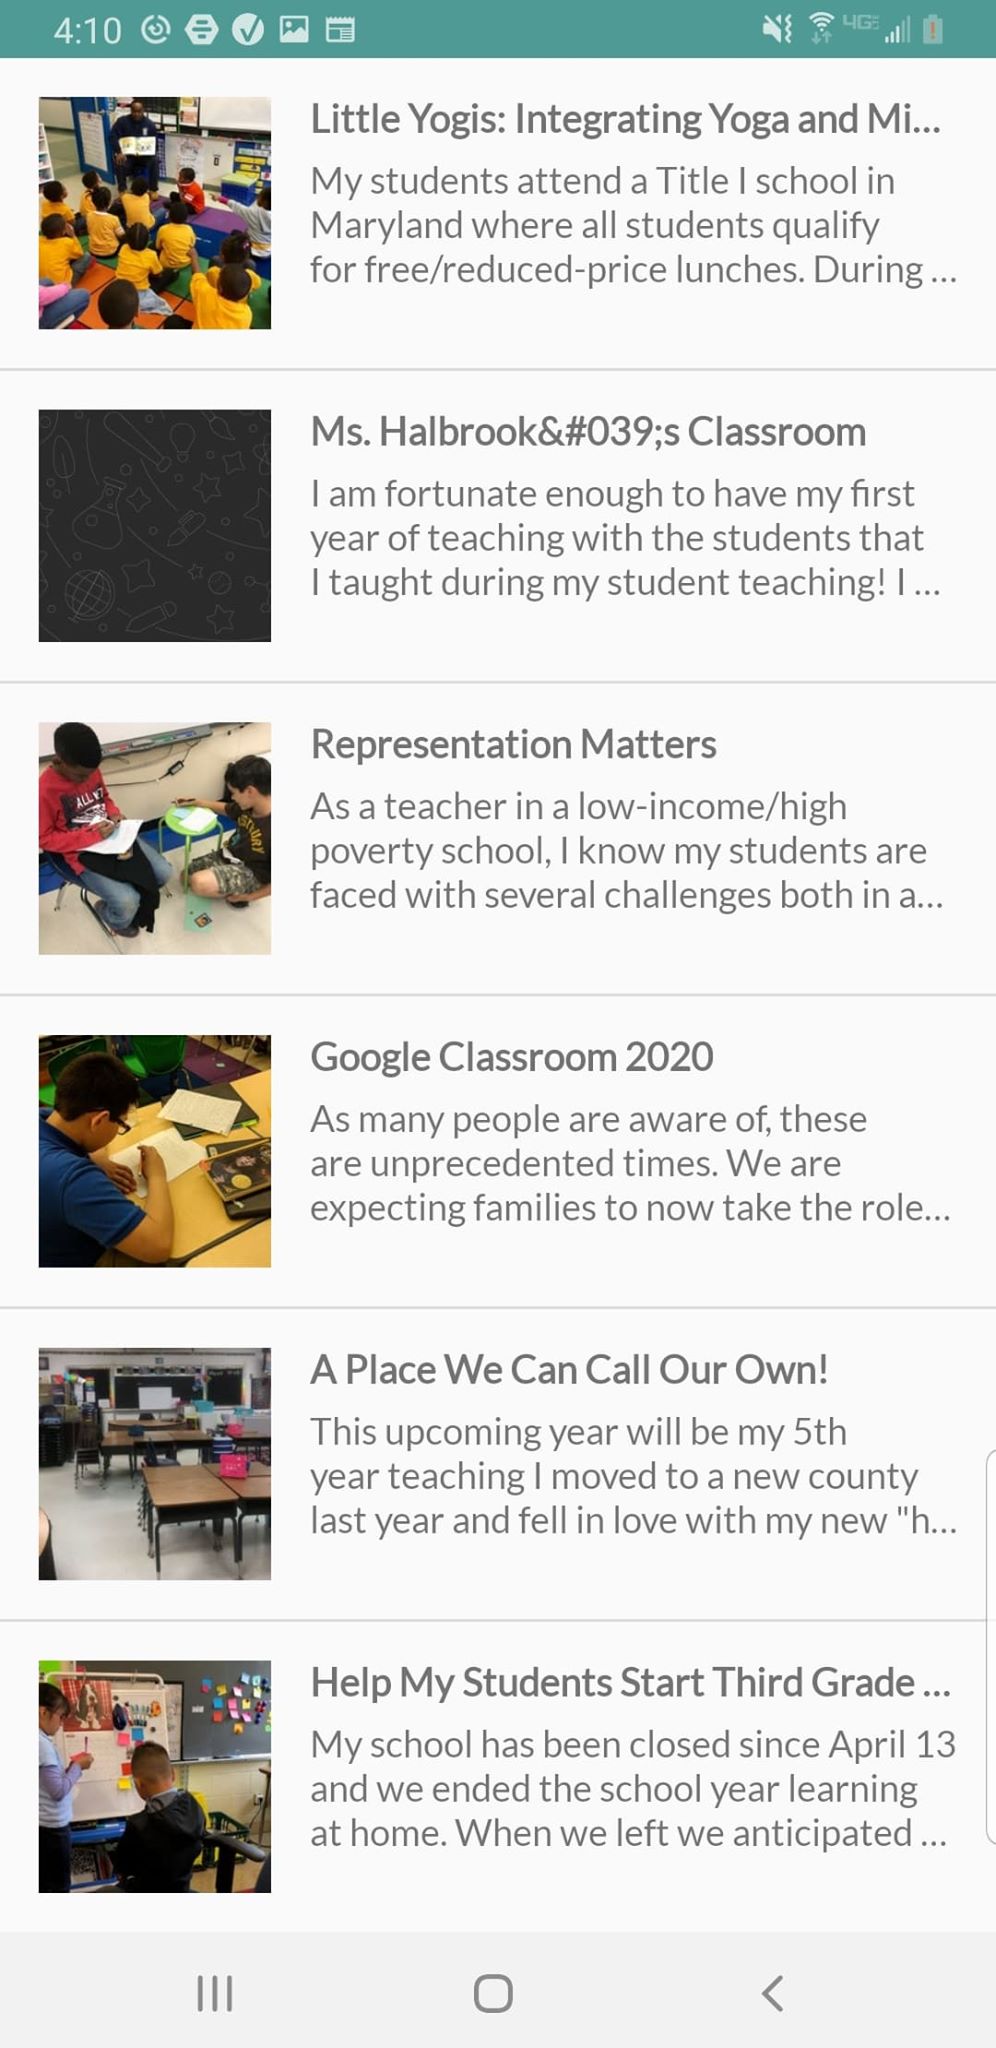 4:10
4GE
Little Yogis: Integrating Yoga and Mi...
My students attend a Title I school in
Maryland where all students qualify
for free/reduced-price lunches. During ...
Ms. Halbrook&#039;s Classroom
I am fortunate enough to have my first
year of teaching with the students that
I taught during my student teaching! I ...
Representation Matters
As a teacher in a low-income/high
poverty school, I know my students are
faced with several challenges both in a...
Google Classroom 2020
As many people are aware of, these
are unprecedented times. We are
expecting families to now take the role...
A Place We Can Call Our Own!
This upcoming year will be my 5th
year teaching I moved to a new county
last year and fell in love with my new "h...
Help My Students Start Third Grade ...
My school has been closed since April 13
and we ended the school year learning
at home. When we left we anticipated ...